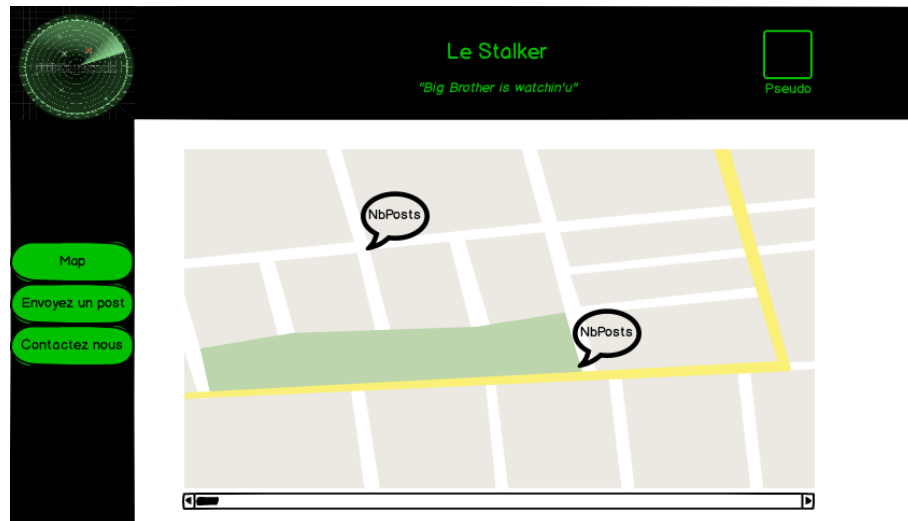 Le Stalker
"Big Brother is watchin'u"
Pseudo
Map
Envoyez un post
Contactez nous
NbPosts
NbPosts